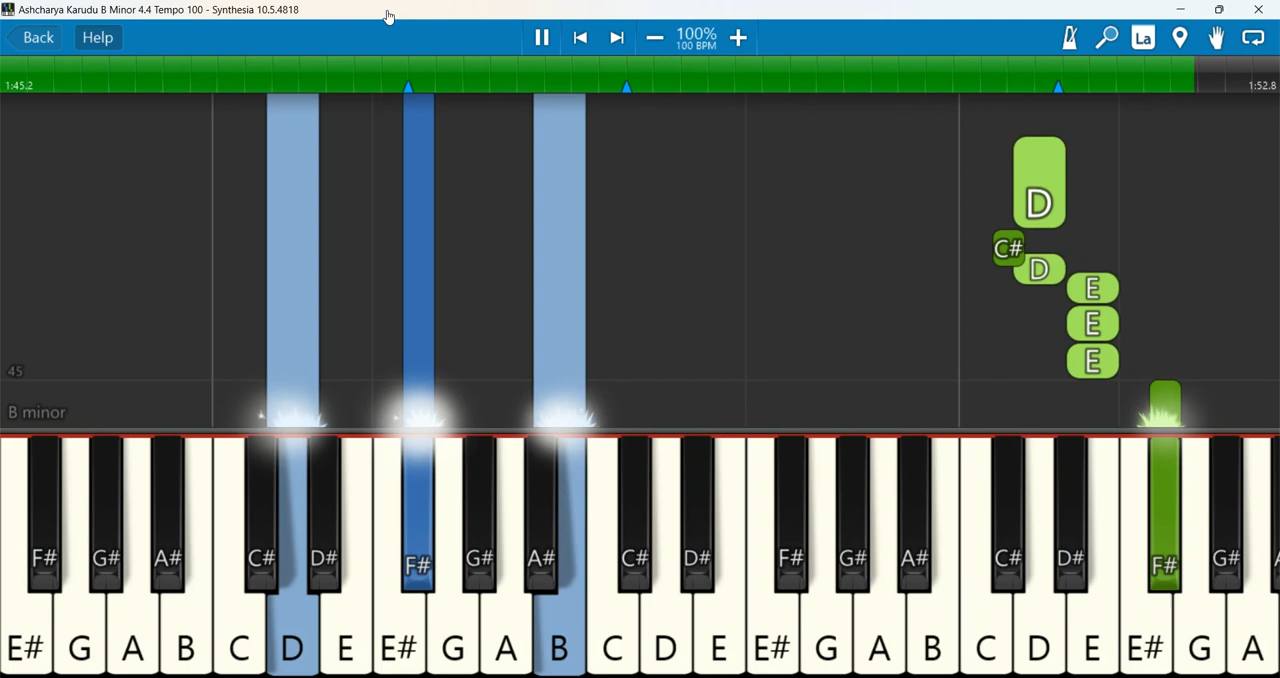 Ashcharya Karudu B Minor 4.4 Tempo 100 - Synthesia 10.5.4818
Back Help 100% La
100 BPM
1:45.2 1:52.8
D
C#
D
E
E
45 E
B minor
F# G# A# C# D# F# G# A# C# D# F# G# A# C# D# F# G#
E# G A B C D E E# G A B C D E E# G A B C D E E# G A